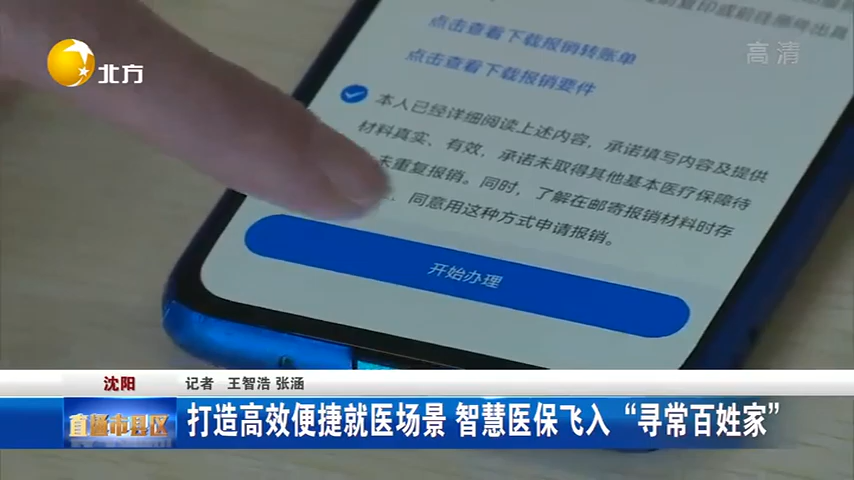 北方
高清
点击查看下载报销转账单
点击查看下载报销要件
本人已经详细阅读上述内容，承诺填写内容及提供
材料真实、有效，承诺未取得其他基本医疗保障待
未重复报销。同时，了解在邮寄报销材料时存
同意用这种方式申请报销。
开始办理
沈阳
记者 王智浩 张涵
直通市县区
打造高效便捷就医场景 智慧医保飞入“寻常百姓家”